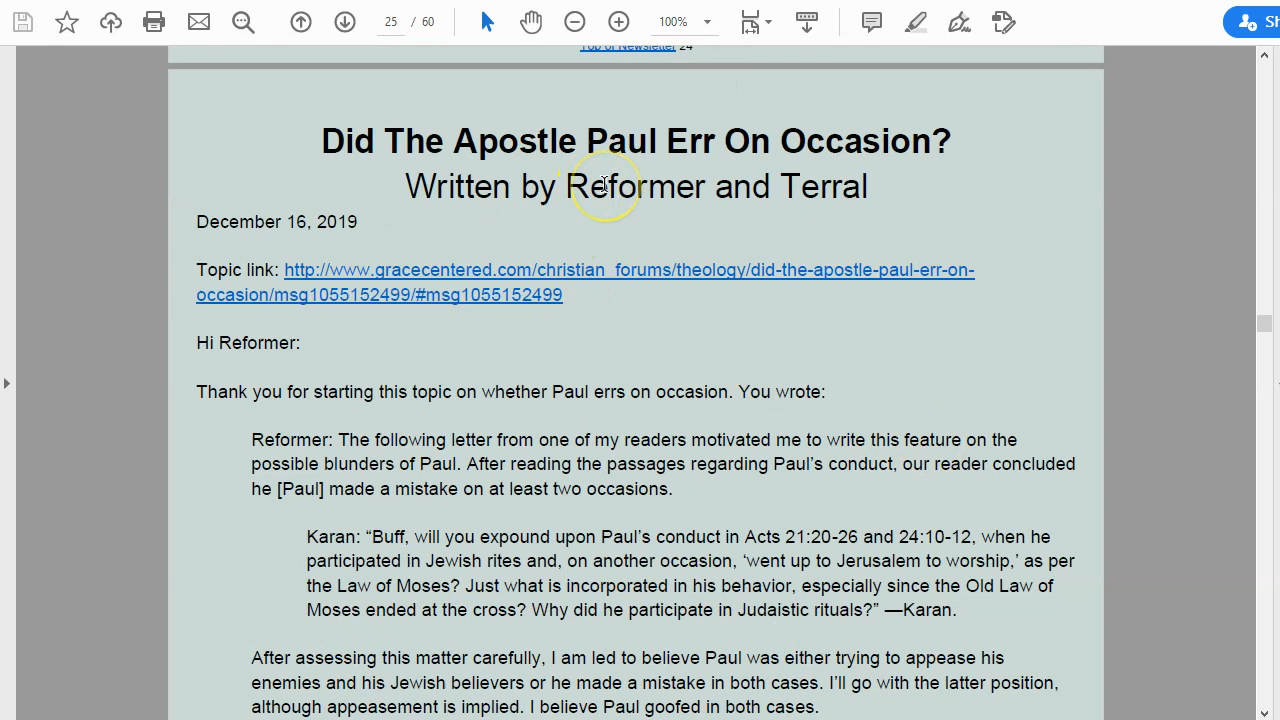 25 / 60
100%
Sh
Top of Newsletter 24
Did The Apostle Paul Err On Occasion?
Written by Reformer and Terral
December 16, 2019
Topic link: http://www.gracecentered.com/christian_forums/theology/did-the-apostle-paul-err-on-
occasion/msg1055152499/#msg1055152499
Hi Reformer:
Thank you for starting this topic on whether Paul errs on occasion. You wrote:
Reformer: The following letter from one of my readers motivated me to write this feature on the
possible blunders of Paul. After reading the passages regarding Paul’s conduct, our reader concluded
he [Paul] made a mistake on at least two occasions.
Karan: “Buff, will you expound upon Paul’s conduct in Acts 21:20-26 and 24:10-12, when he
participated in Jewish rites and, on another occasion, ‘went up to Jerusalem to worship,’ as per
the Law of Moses? Just what is incorporated in his behavior, especially since the Old Law of
Moses ended at the cross? Why did he participate in Judaistic rituals?” —Karan.
After assessing this matter carefully, I am led to believe Paul was either trying to appease his
enemies and his Jewish believers or he made a mistake in both cases. I’ll go with the latter position,
although appeasement is implied. I believe Paul goofed in both cases.